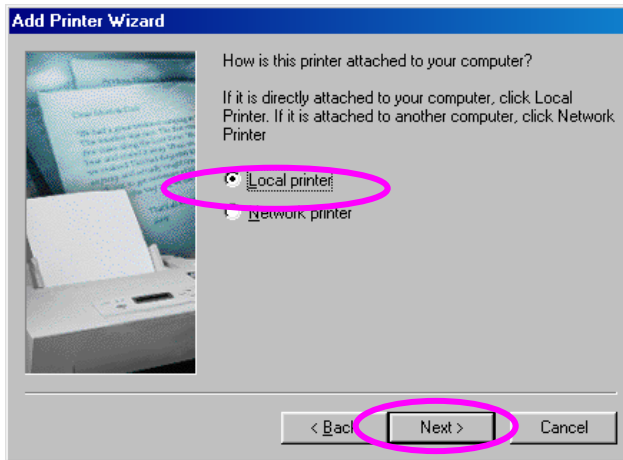 Add Printer Wizard
How is this printer attached to your computer?
If it is directly attached to your computer, click Local
Printer. If it is attached to another computer, click Network
Printer
Local printer
Network printer
< Back
Next >
Cancel